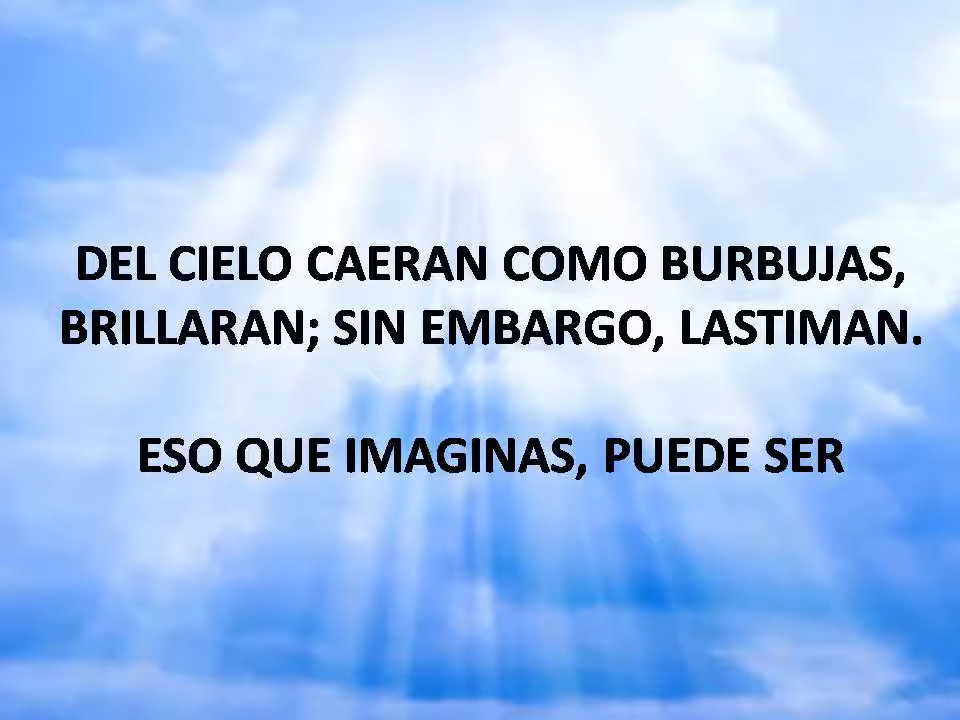 DEL CIELO CAERAN COMO BURBUJAS,
BRILLARAN; SIN EMBARGO, LASTIMAN.
ESO QUE IMAGINAS, PUEDE SER